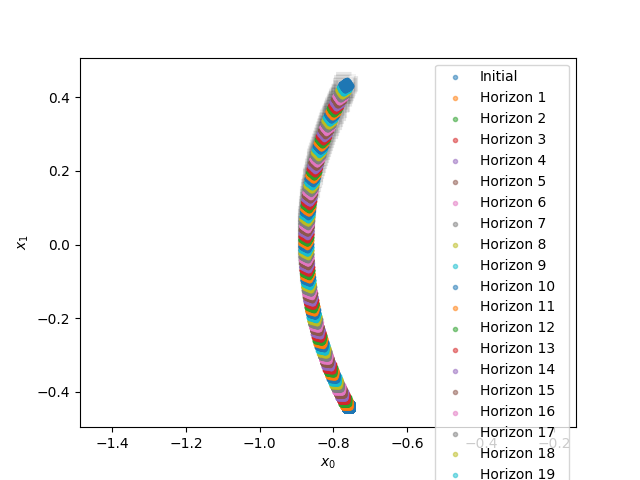 0.4
0.2
0.0
−0.2
−0.4
x1
−1.4
−1.2
−1.0
−0.8
−0.6
−0.4
−0.2
x0
Initial
Horizon 1
Horizon 2
Horizon 3
Horizon 4
Horizon 5
Horizon 6
Horizon 7
Horizon 8
Horizon 9
Horizon 10
Horizon 11
Horizon 12
Horizon 13
Horizon 14
Horizon 15
Horizon 16
Horizon 17
Horizon 18
Horizon 19